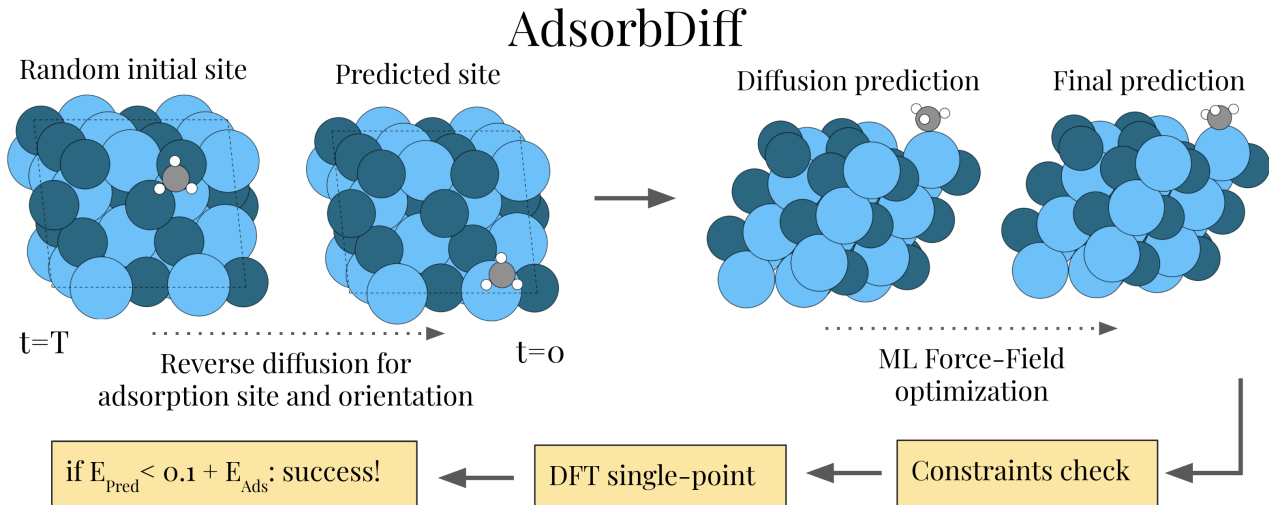 AdsorbDiff
Random initial site
Predicted site
Diffusion prediction
Final prediction
t=T
t=0
Reverse diffusion for
adsorption site and orientation
ML Force-Field
optimization
if E_Pred < 0.1 + E_Ads: success!
DFT single-point
Constraints check